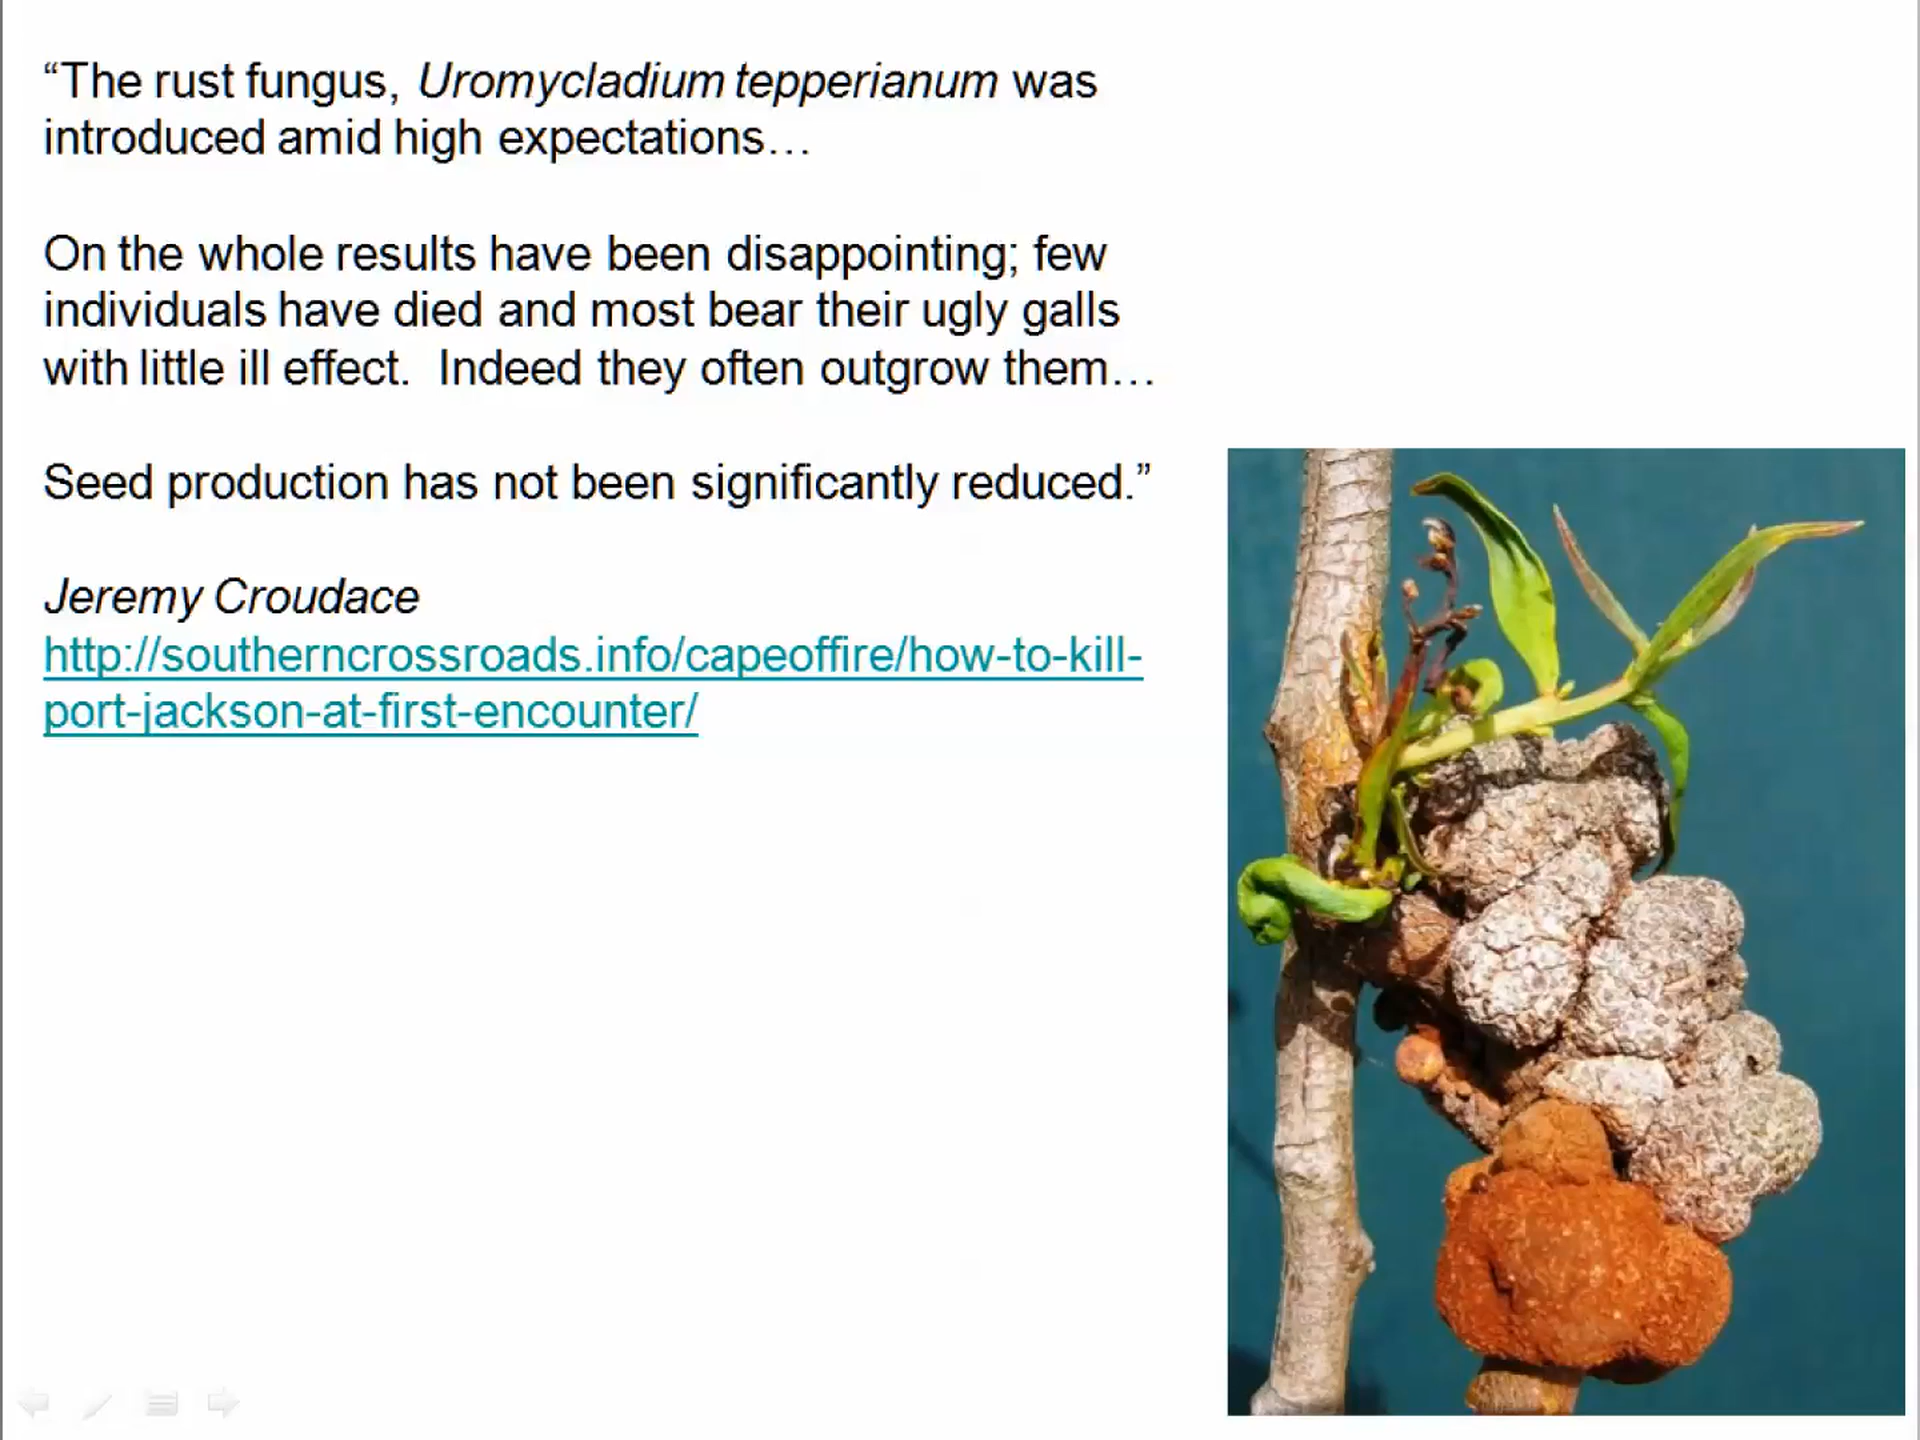 “The rust fungus, Uromycladium tepperianum was
introduced amid high expectations…
On the whole results have been disappointing; few
individuals have died and most bear their ugly galls
with little ill effect.  Indeed they often outgrow them…
Seed production has not been significantly reduced.”
Jeremy Croudace
http://southerncrossroads.info/capeoffire/how-to-kill-
port-jackson-at-first-encounter/